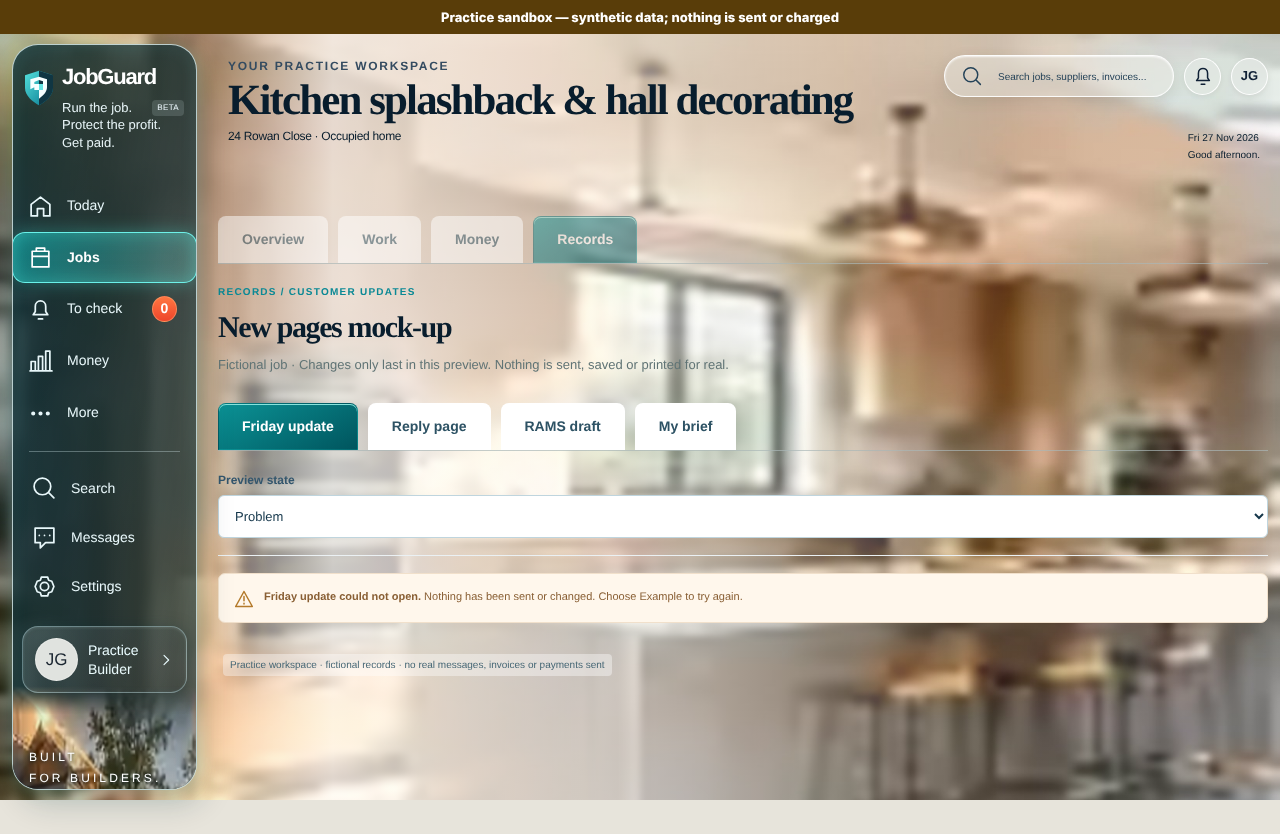 Practice sandbox — synthetic data; nothing is sent or charged
JobGuard
Run the job.
BETA
Protect the profit.
Get paid.
Today
Jobs
To check
0
Money
More
Search
Messages
Settings
JG
Practice
Builder
BUILT
FOR BUILDERS.
YOUR PRACTICE WORKSPACE
Kitchen splashback & hall decorating
24 Rowan Close · Occupied home
Search jobs, suppliers, invoices...
JG
Fri 27 Nov 2026
Good afternoon.
Overview
Work
Money
Records
RECORDS / CUSTOMER UPDATES
New pages mock-up
Fictional job · Changes only last in this preview. Nothing is sent, saved or printed for real.
Friday update
Reply page
RAMS draft
My brief
Preview state
Problem
Friday update could not open. Nothing has been sent or changed. Choose Example to try again.
Practice workspace · fictional records · no real messages, invoices or payments sent